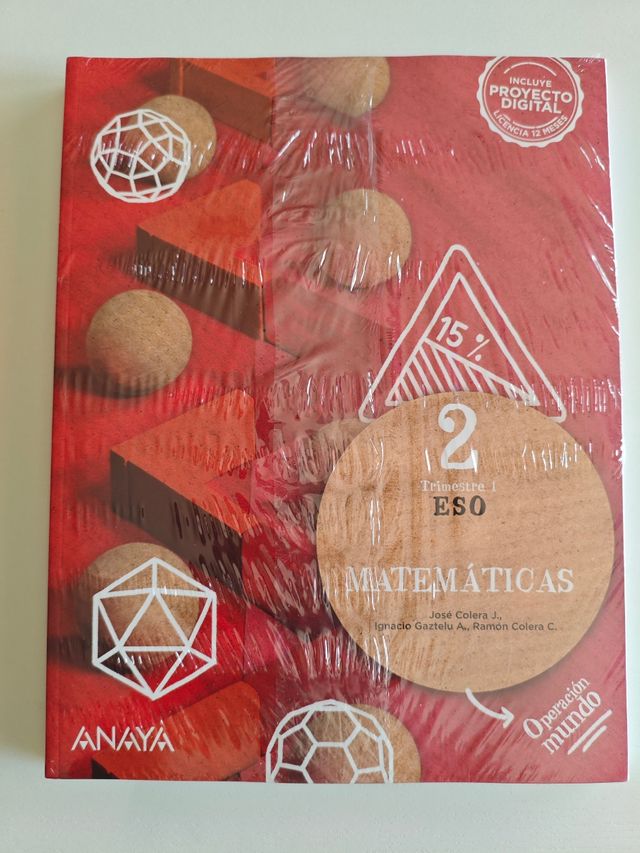 INCLUYE
PROYECTO
DIGITAL
LICENCIA 12 MESES
15%
2
Trimestre 1
ESO
MATEMÁTICAS
José Colera J.,
Ignacio Gaztelu A., Ramón Colera C.
Operación
mundo
ANAYA